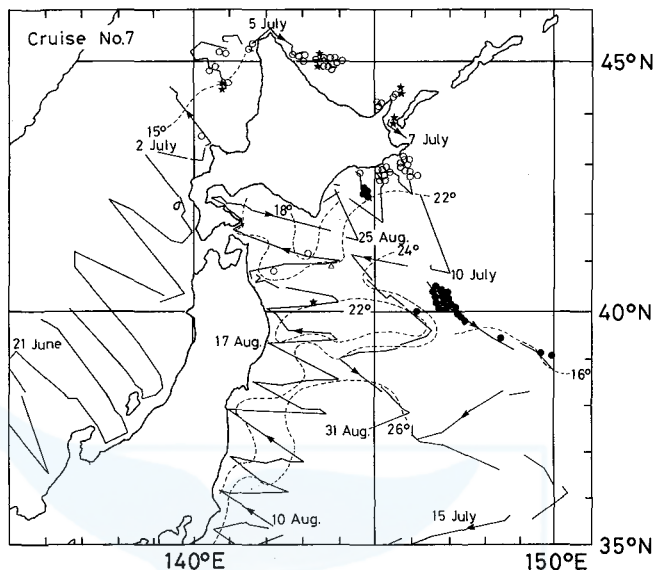 5 July
Cruise No.7
45°N
15°
2 July
7 July
22°
18°
25 Aug.
24°
10 July
40°N
22°
17 Aug.
21 June
16°
31 Aug.
26°
10 Aug.
15 July
35°N
140°E
150°E